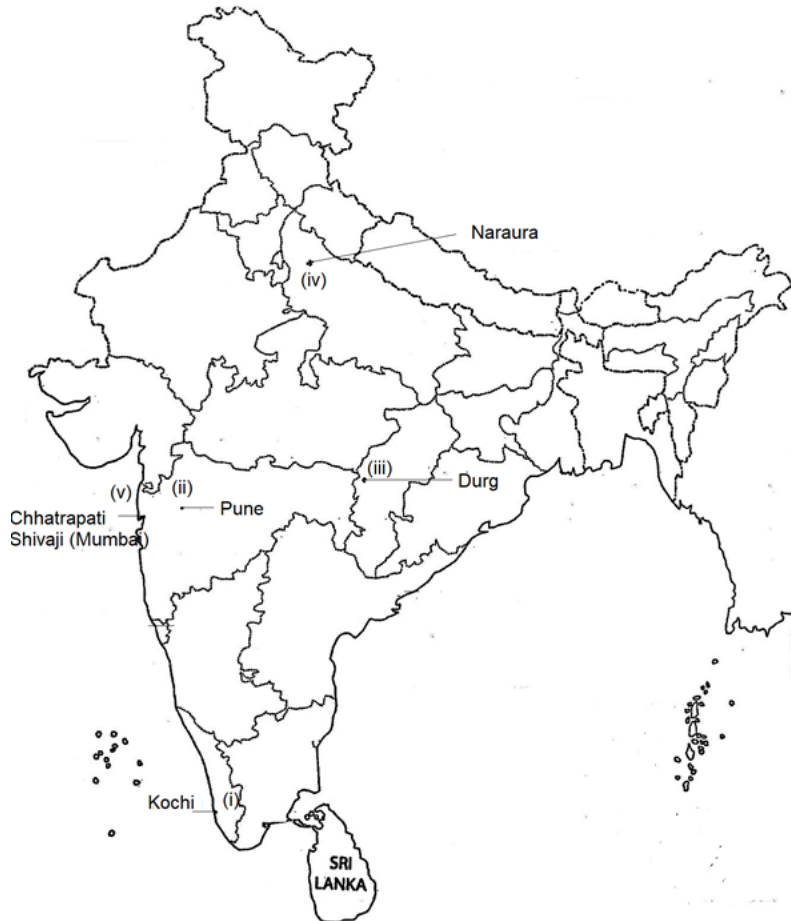 Naraura
(iv)
(iii)
Durg
(v)
(ii)
Pune
Chhatrapati
Shivaji (Mumbai)
Kochi
(i)
SRI
LANKA